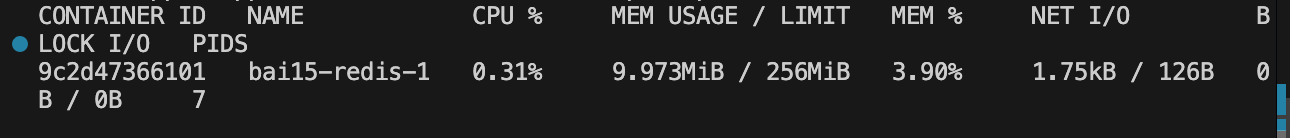 CONTAINER ID   NAME            CPU %     MEM USAGE / LIMIT   MEM %     NET I/O         B
LOCK I/O   PIDS
9c2d47366101   bai15-redis-1   0.31%     9.973MiB / 256MiB   3.90%     1.75kB / 126B   0
B / 0B     7